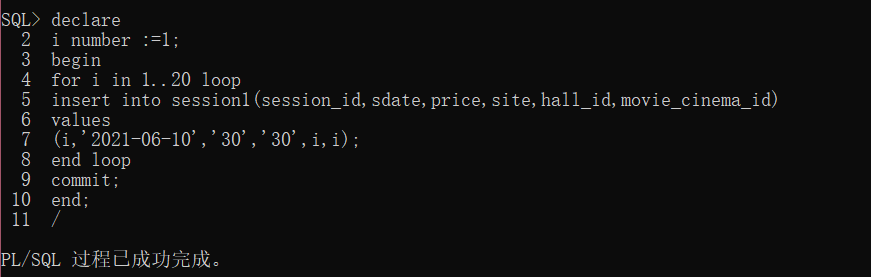 SQL> declare
2 i number :=1;
3 begin
4 for i in 1..20 loop
5 insert into session1(session_id,sdate,price,site,hall_id,movie_cinema_id)
6 values
7 (i,'2021-06-10','30','30',i,i);
8 end loop
9 commit;
10 end;
11 /
PL/SQL 过程已成功完成。